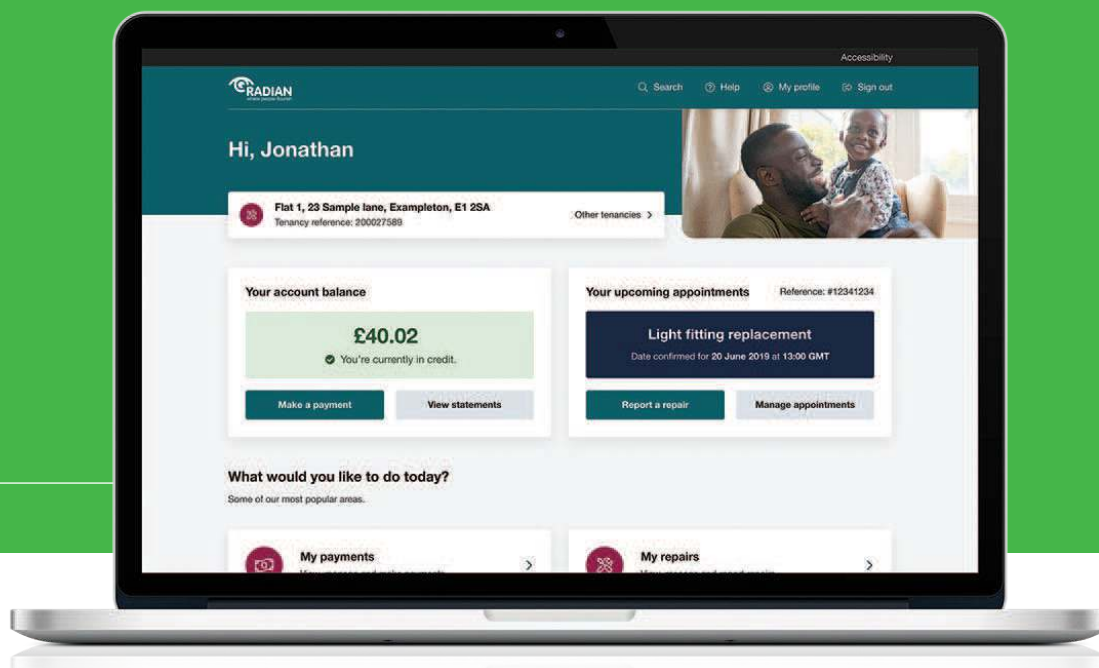 Accessibility
RADIAN
Search Help My profile Sign out
Hi, Jonathan
Flat 1, 23 Sample lane, Exampleton, E1 2SA
Tenancy reference: 200027589
Other tenancies
Your account balance
£40.02
You're currently in credit.
Make a payment View statements
Your upcoming appointments Reference: #12341234
Light fitting replacement
Date confirmed for 20 June 2019 at 13:00 GMT
Report a repair Manage appointments
What would you like to do today?
Some of our most popular areas.
My payments
My repairs